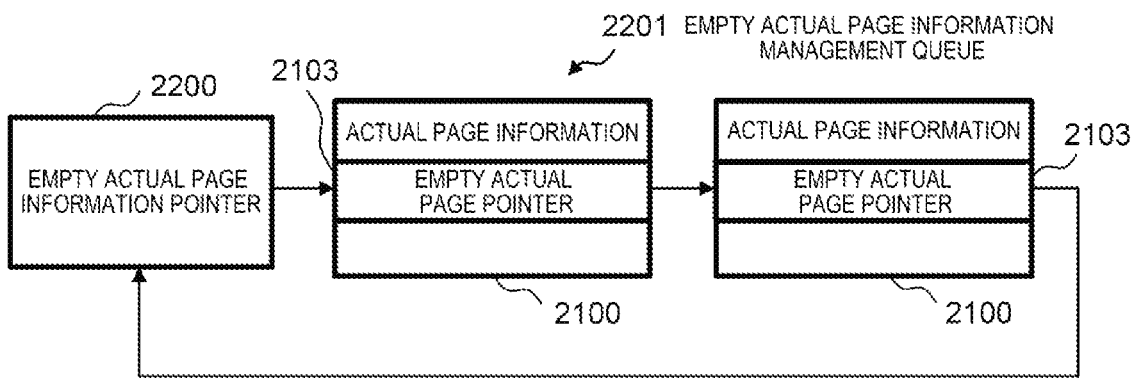 2201 EMPTY ACTUAL PAGE INFORMATION
MANAGEMENT QUEUE
2200
2103
EMPTY ACTUAL PAGE
INFORMATION POINTER
ACTUAL PAGE INFORMATION
EMPTY ACTUAL
PAGE POINTER
2100
ACTUAL PAGE INFORMATION
EMPTY ACTUAL
PAGE POINTER
2103
2100